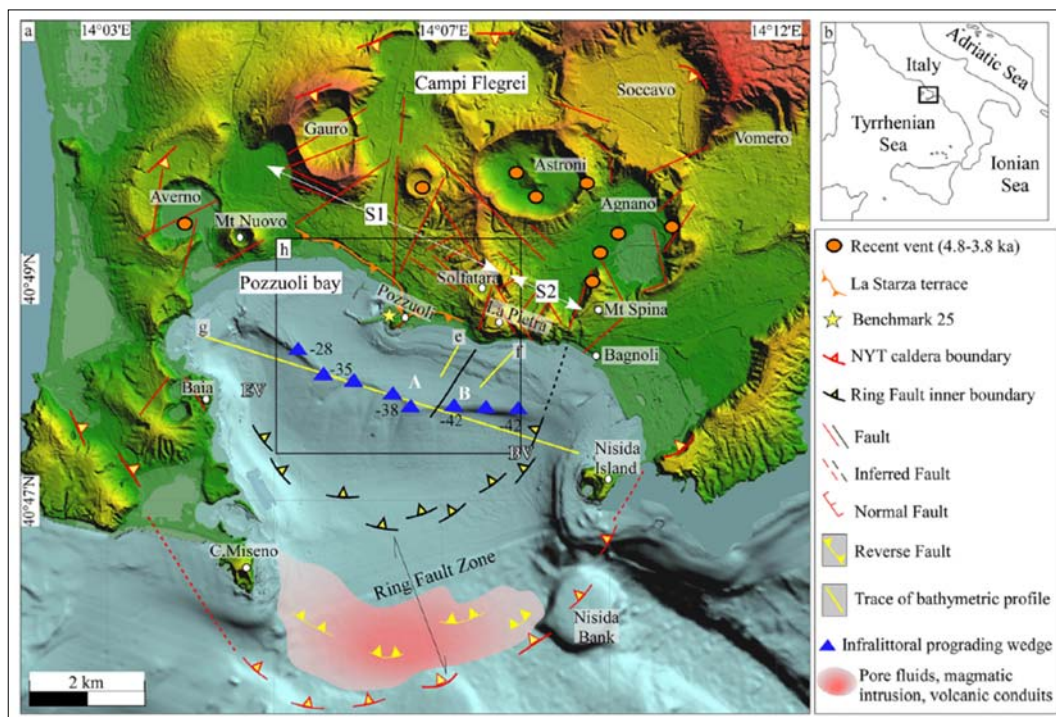 a
14°03'E
14°07'E
14°12'E
Campi Flegrei
Soccavo
Gauro
Vomero
Astroni
Averno
Agnano
Mt Nuovo
S1
h
40°49'N
Pozzuoli bay
Solfatara
S2
Pozzuoli
La Pietra
Mt Spina
g
e
f
Bagnoli
-28
-35
A
Baia
EV
-38
B
-42
-42
BV
Nisida
Island
40°47'N
C.Miseno
Ring Fault Zone
Nisida
Bank
2 km
b
Adriatic Sea
Italy
Tyrrhenian
Sea
Ionian
Sea
Recent vent (4.8-3.8 ka)
La Starza terrace
Benchmark 25
NYT caldera boundary
Ring Fault inner boundary
Fault
Inferred Fault
Normal Fault
Reverse Fault
Trace of bathymetric profile
Infralittoral prograding wedge
Pore fluids, magmatic
intrusion, volcanic conduits